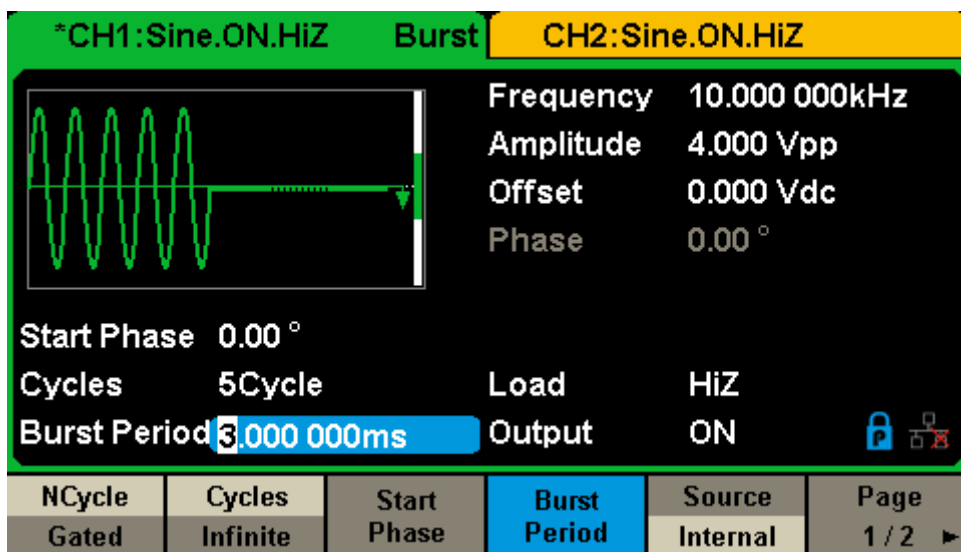 *CH1:Sine.ON.HiZ Burst CH2:Sine.ON.HiZ
Frequency 10.000 000kHz
Amplitude 4.000 Vpp
Offset 0.000 Vdc
Phase 0.00 °
Start Phase 0.00 °
Cycles 5Cycle Load HiZ
Burst Period 3.000 000ms Output ON P
NCycle Cycles Start Burst Source Page
Gated Infinite Phase Period Internal 1/2 ►